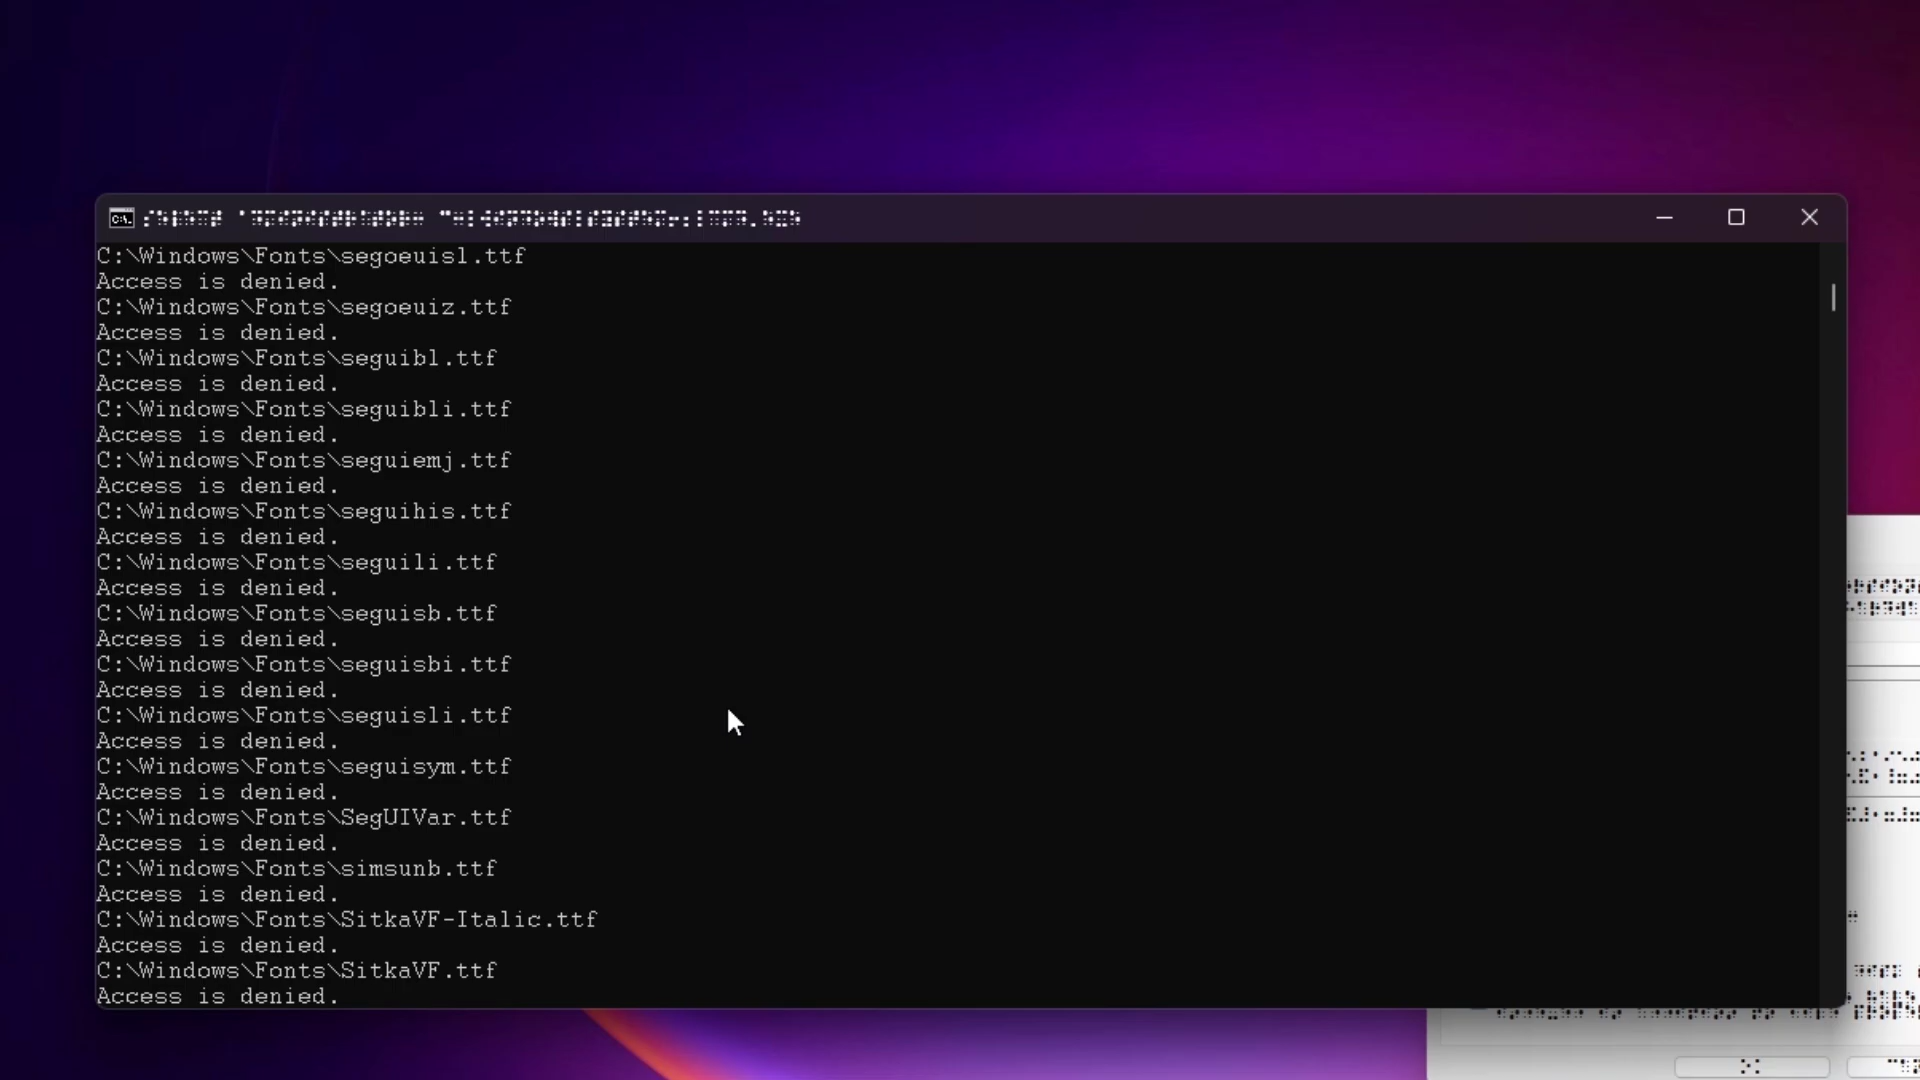 C:\Windows\Fonts\segoeuisl.ttf
Access is denied.
C:\Windows\Fonts\segoeuiz.ttf
Access is denied.
C:\Windows\Fonts\seguibl.ttf
Access is denied.
C:\Windows\Fonts\seguibli.ttf
Access is denied.
C:\Windows\Fonts\seguiemj.ttf
Access is denied.
C:\Windows\Fonts\seguihis.ttf
Access is denied.
C:\Windows\Fonts\seguili.ttf
Access is denied.
C:\Windows\Fonts\seguisb.ttf
Access is denied.
C:\Windows\Fonts\seguisbi.ttf
Access is denied.
C:\Windows\Fonts\seguisli.ttf
Access is denied.
C:\Windows\Fonts\seguisym.ttf
Access is denied.
C:\Windows\Fonts\SegUIVar.ttf
Access is denied.
C:\Windows\Fonts\simsunb.ttf
Access is denied.
C:\Windows\Fonts\SitkaVF-Italic.ttf
Access is denied.
C:\Windows\Fonts\SitkaVF.ttf
Access is denied.